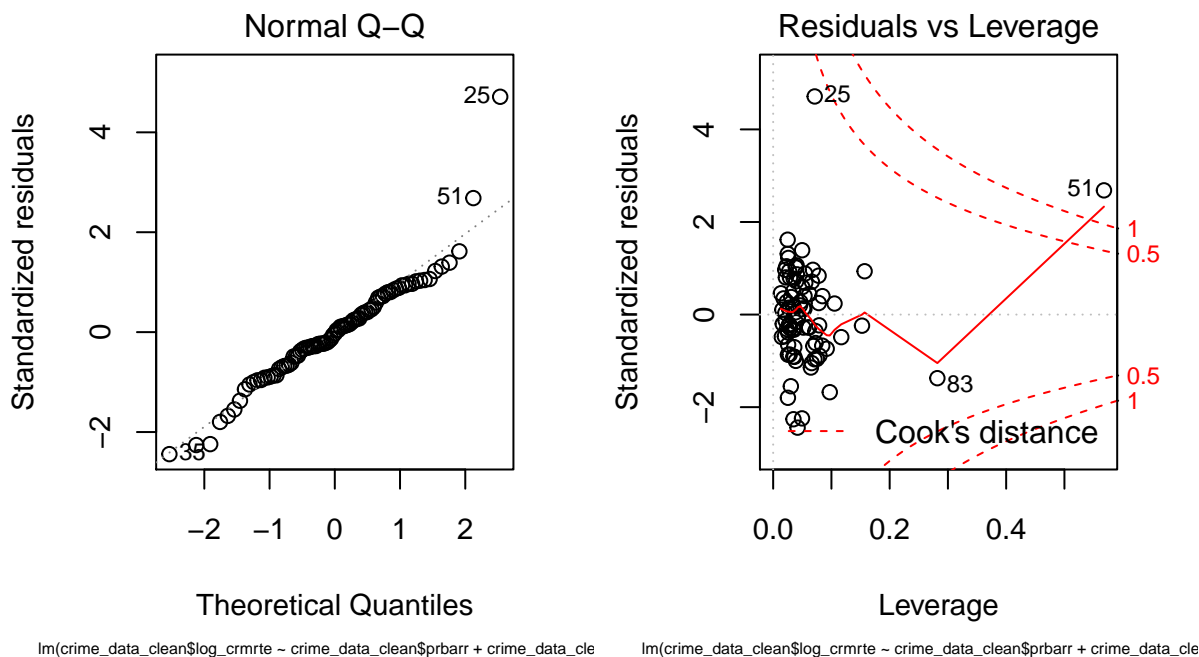 Normal Q−Q
Standardized residuals
4
2
0
−2
25
51
35
−2
−1
0
1
2
Theoretical Quantiles
lm(crime_data_clean$log_crmrte ~ crime_data_clean$prbarr + crime_data_cle
Residuals vs Leverage
Standardized residuals
4
2
0
−2
25
51
83
1
0.5
0.5
1
Cook's distance
0.0
0.2
0.4
Leverage
lm(crime_data_clean$log_crmrte ~ crime_data_clean$prbarr + crime_data_cle